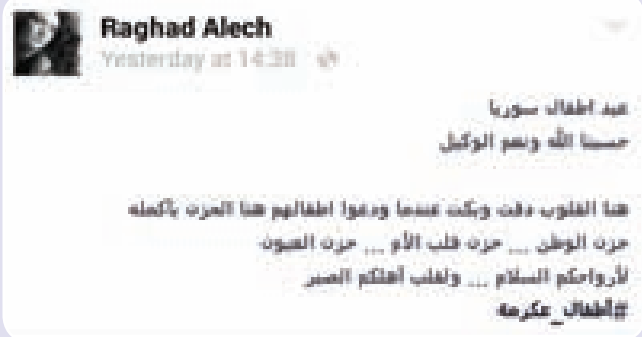 Raghad Alech
Yesterday at 14:38
عيد اطفال سوريا
حسبنا الله ونعم الوكيل
هنا القلوب دقت وبكت عندما ودعوا اطفالهم هنا الحزن بأكمله
حزن الوطن ... حزن قلب الأم ... حزن العيون
لأرواحكم السلام ... ولقلب أهلكم الصبر
#أطفال_عكرمة